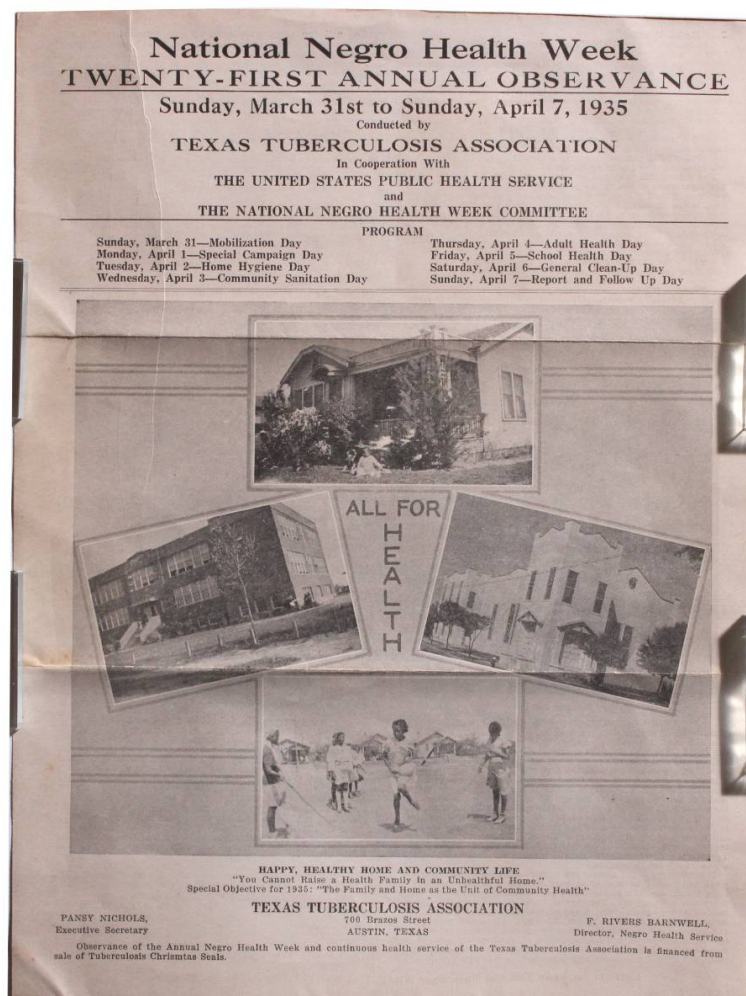 National Negro Health Week
TWENTY-FIRST ANNUAL OBSERVANCE
Sunday, March 31st to Sunday, April 7, 1935
Conducted by
TEXAS TUBERCULOSIS ASSOCIATION
In Cooperation With
THE UNITED STATES PUBLIC HEALTH SERVICE
and
THE NATIONAL NEGRO HEALTH WEEK COMMITTEE
PROGRAM
Sunday, March 31—Mobilization Day
Monday, April 1—Special Campaign Day
Tuesday, April 2—Home Hygiene Day
Wednesday, April 3—Community Sanitation Day
Thursday, April 4—Adult Health Day
Friday, April 5—School Health Day
Saturday, April 6—General Clean-Up Day
Sunday, April 7—Report and Follow Up Day
ALL FOR
HEALTH
HAPPY, HEALTHY HOME AND COMMUNITY LIFE
"You Cannot Raise a Health Family in an Unhealthful Home."
Special Objective for 1935: "The Family and Home as the Unit of Community Health"
TEXAS TUBERCULOSIS ASSOCIATION
700 Brazos Street
AUSTIN, TEXAS
PANSY NICHOLS,
Executive Secretary
F. RIVERS BARNWELL,
Director, Negro Health Service
Observance of the Annual Negro Health Week and continuous health service of the Texas Tuberculosis Association is financed from
sale of Tuberculosis Chrismtas Seals.